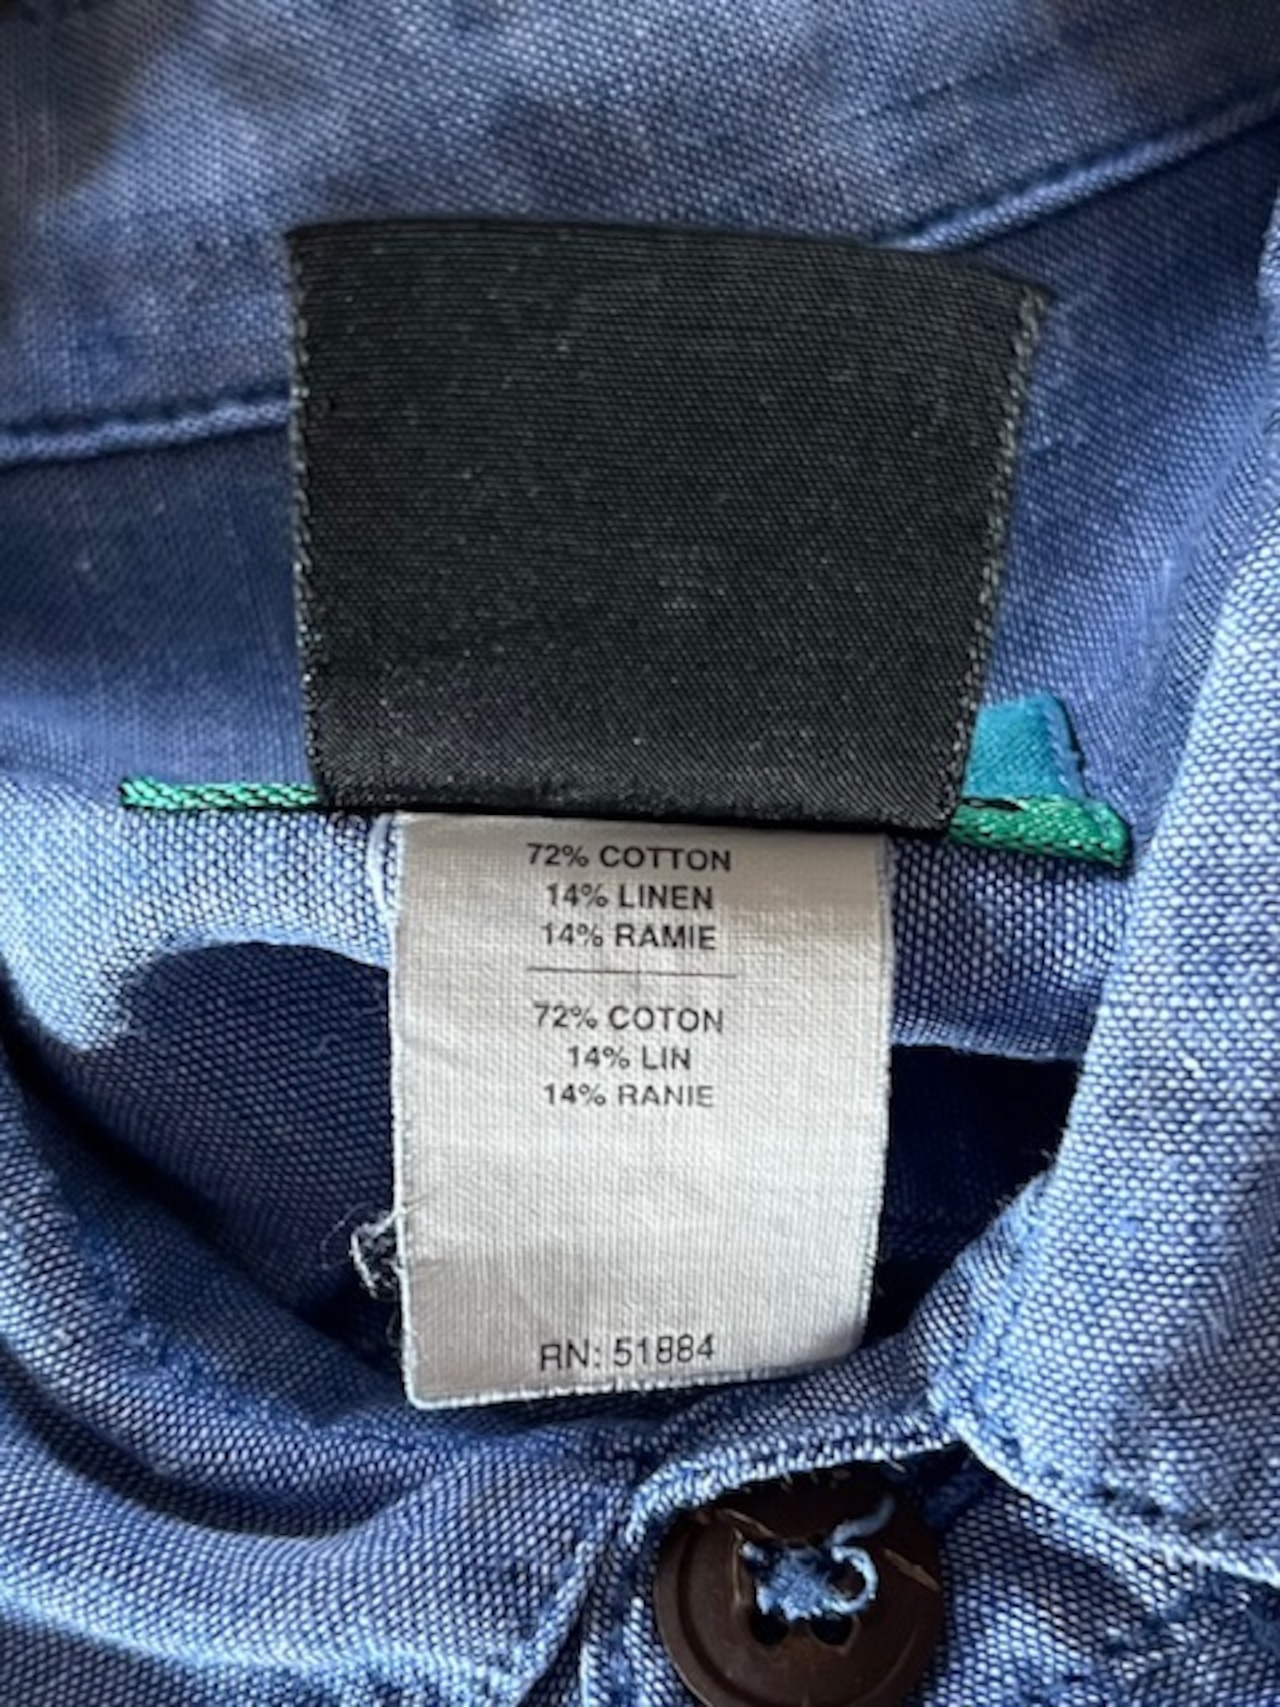 72% COTTON
14% LINEN
14% RAMIE
72% COTON
14% LIN
14% RANIE
RN: 51884